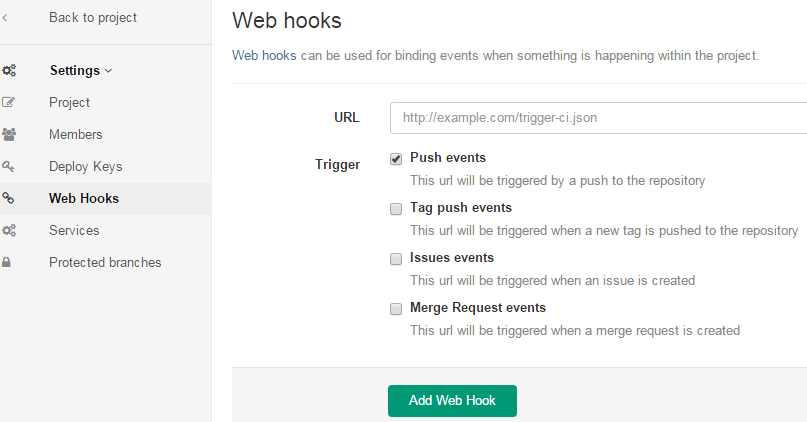 Back to project
Settings
Project
Members
Deploy Keys
Web Hooks
Services
Protected branches
Web hooks
Web hooks can be used for binding events when something is happening within the project.
URL
http://example.com/trigger-ci.json
Trigger
Push events
This url will be triggered by a push to the repository
Tag push events
This url will be triggered when a new tag is pushed to the repository
Issues events
This url will be triggered when an issue is created
Merge Request events
This url will be triggered when a merge request is created
Add Web Hook